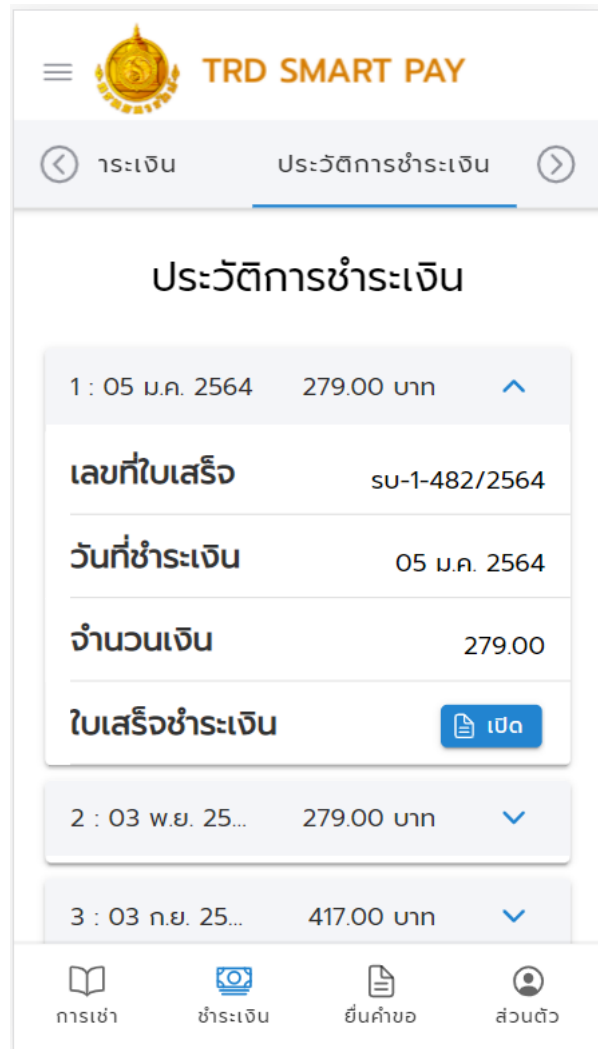 TRD SMART PAY
าระเงิน ประวัติการชำระเงิน
ประวัติการชำระเงิน
1 : 05 ม.ค. 2564 279.00 บาท
เลขที่ใบเสร็จ รบ-1-482/2564
วันที่ชำระเงิน 05 ม.ค. 2564
จำนวนเงิน 279.00
ใบเสร็จชำระเงิน เปิด
2 : 03 พ.ย. 25... 279.00 บาท
3 : 03 ก.ย. 25... 417.00 บาท
การเช่า ชำระเงิน ยื่นคำขอ ส่วนตัว